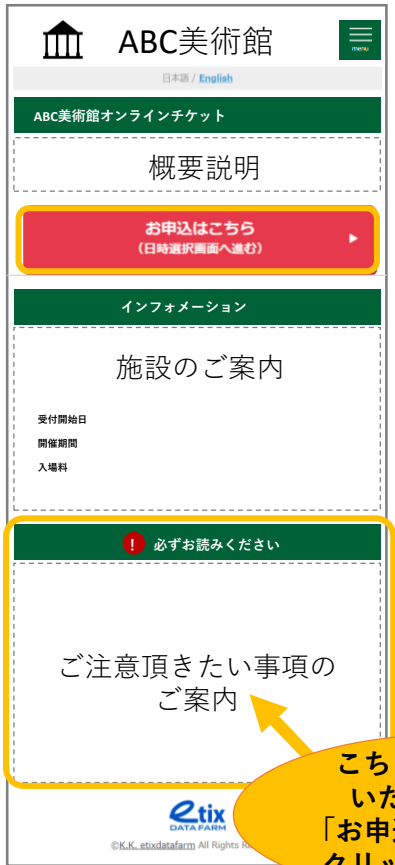 ABC美術館
menu
日本語 / English
ABC美術館オンラインチケット
概要説明
お申込はこちら
(日時選択画面へ進む)
インフォメーション
施設のご案内
受付開始日
開催期間
入場料
! 必ずお読みください
ご注意頂きたい事項の
ご案内
こち
いた
「お申
クリッ
etix
DATA FARM
©K.K. etixdatafarm All Rights